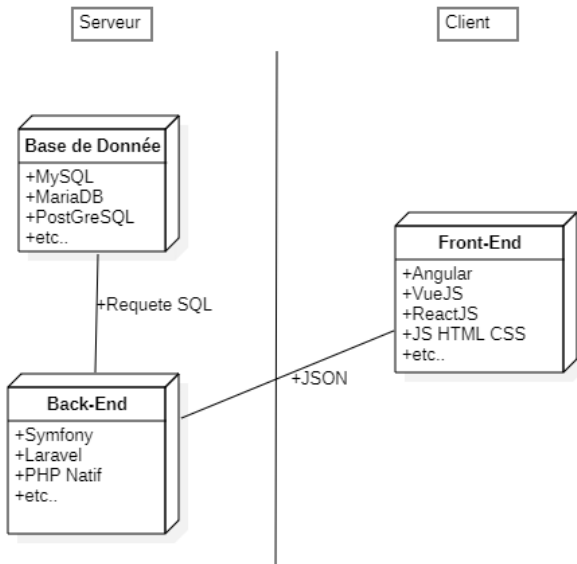 Serveur
Client
Base de Donnée
+MySQL
+MariaDB
+PostGreSQL
+etc..
+Requete SQL
Back-End
+Symfony
+Laravel
+PHP Natif
+etc..
+JSON
Front-End
+Angular
+VueJS
+ReactJS
+JS HTML CSS
+etc..